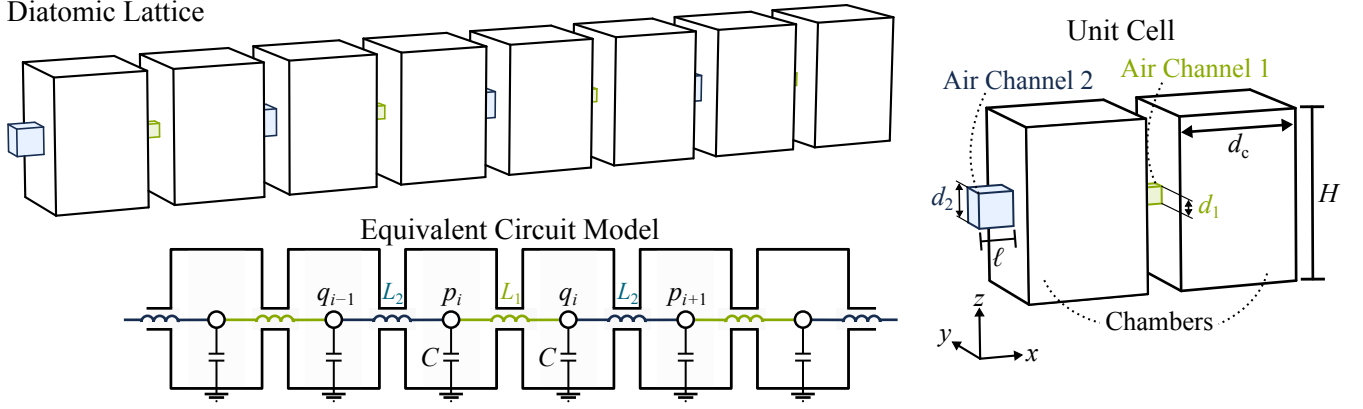 Diatomic Lattice
Unit Cell
Air Channel 2
Air Channel 1
d_c
d_2
d_1
H
ℓ
z
y
x
Chambers
Equivalent Circuit Model
q_{i−1} L_2 p_i L_1 q_i L_2 p_{i+1}
C C